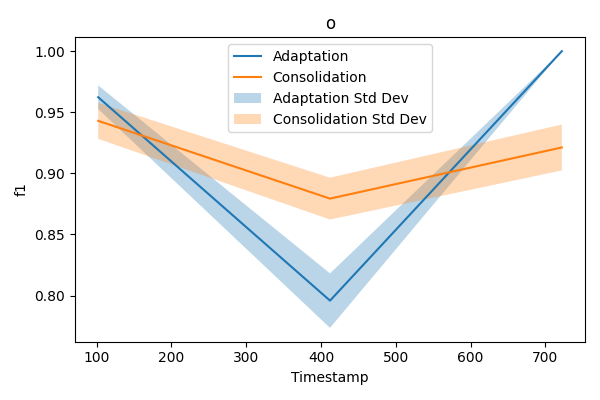 o
f1
1.00
0.95
0.90
0.85
0.80
Adaptation
Consolidation
Adaptation Std Dev
Consolidation Std Dev
100 200 300 400 500 600 700
Timestamp